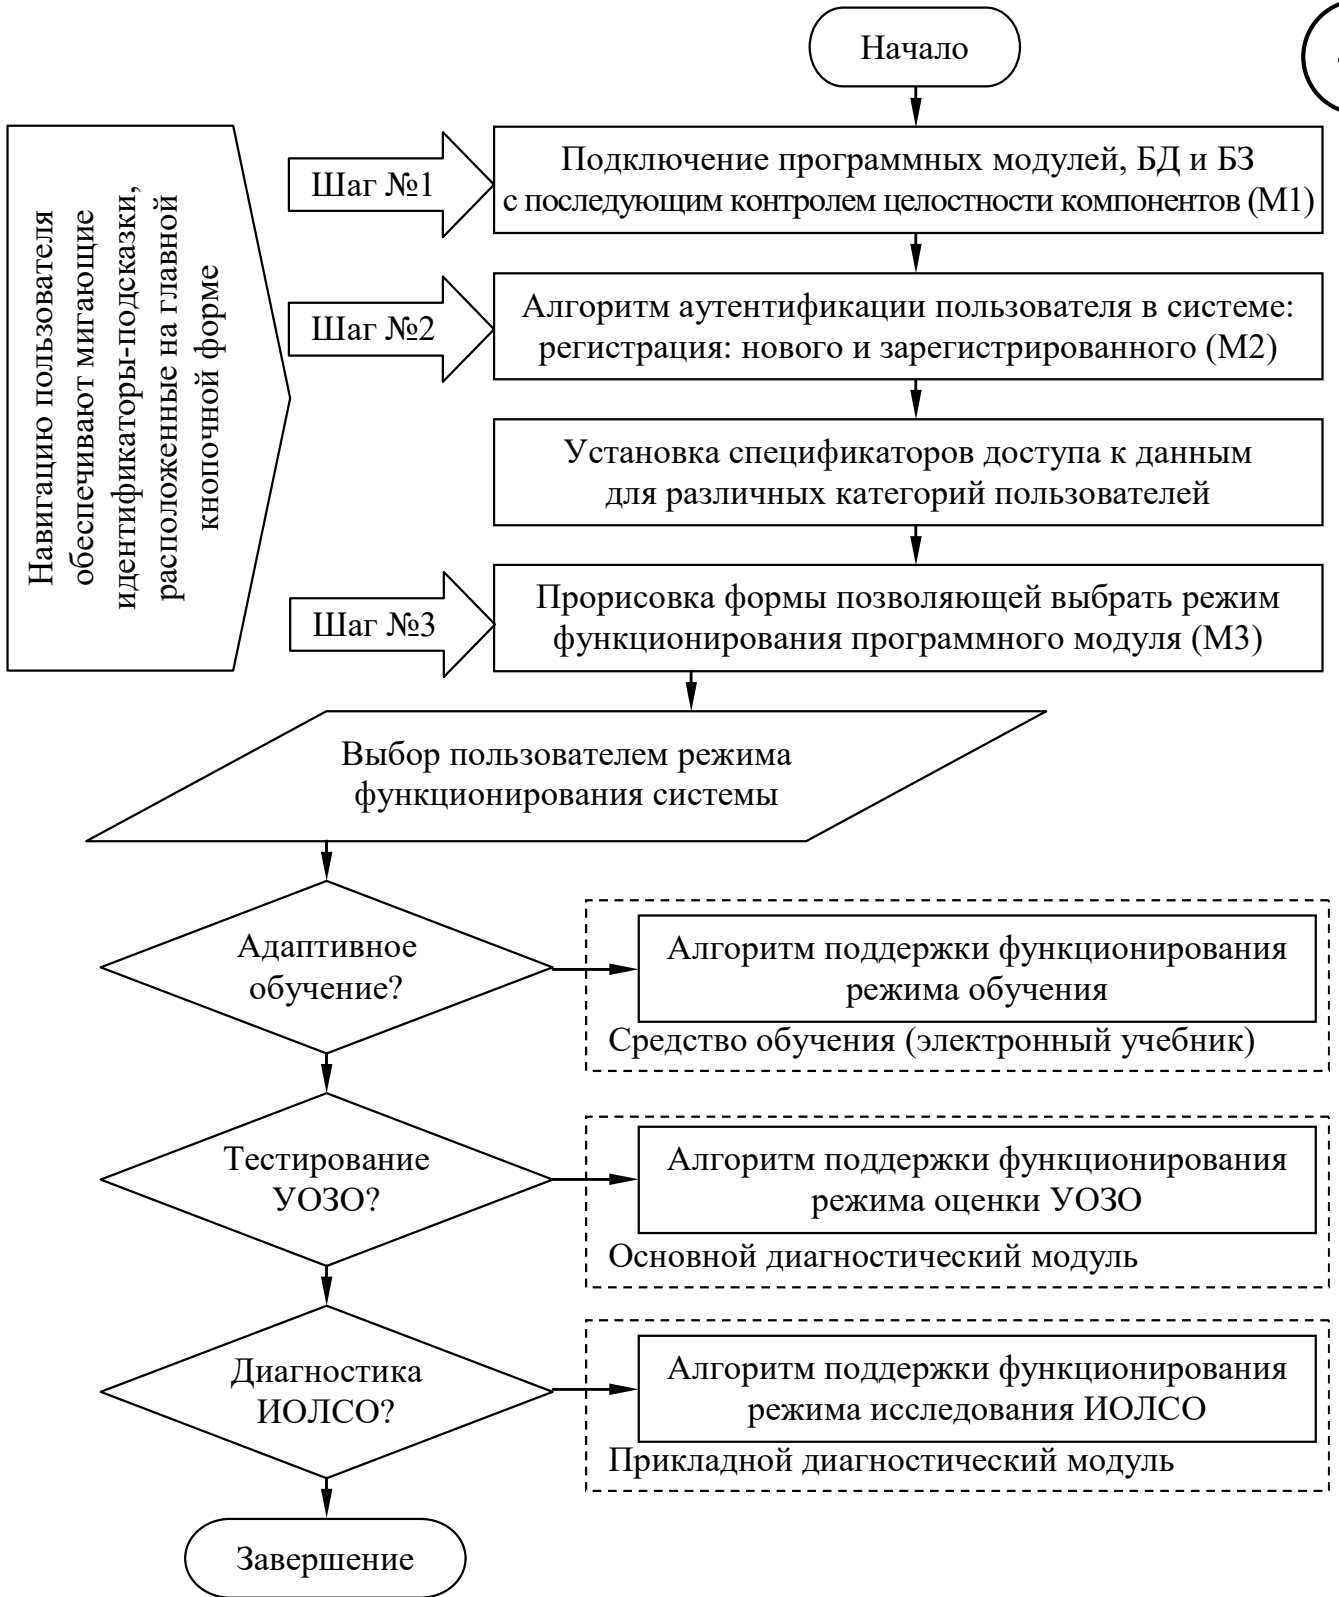 Начало
Навигацию пользователя
обеспечивают мигающие
идентификаторы-подсказки,
расположенные на главной
кнопочной форме
Шаг №1
Подключение программных модулей, БД и БЗ
с последующим контролем целостности компонентов (М1)
Шаг №2
Алгоритм аутентификации пользователя в системе:
регистрация: нового и зарегистрированного (М2)
Установка спецификаторов доступа к данным
для различных категорий пользователей
Шаг №3
Прорисовка формы позволяющей выбрать режим
функционирования программного модуля (М3)
Выбор пользователем режима
функционирования системы
Адаптивное
обучение?
Алгоритм поддержки функционирования
режима обучения
Средство обучения (электронный учебник)
Тестирование
УОЗО?
Алгоритм поддержки функционирования
режима оценки УОЗО
Основной диагностический модуль
Диагностика
ИОЛСО?
Алгоритм поддержки функционирования
режима исследования ИОЛСО
Прикладной диагностический модуль
Завершение